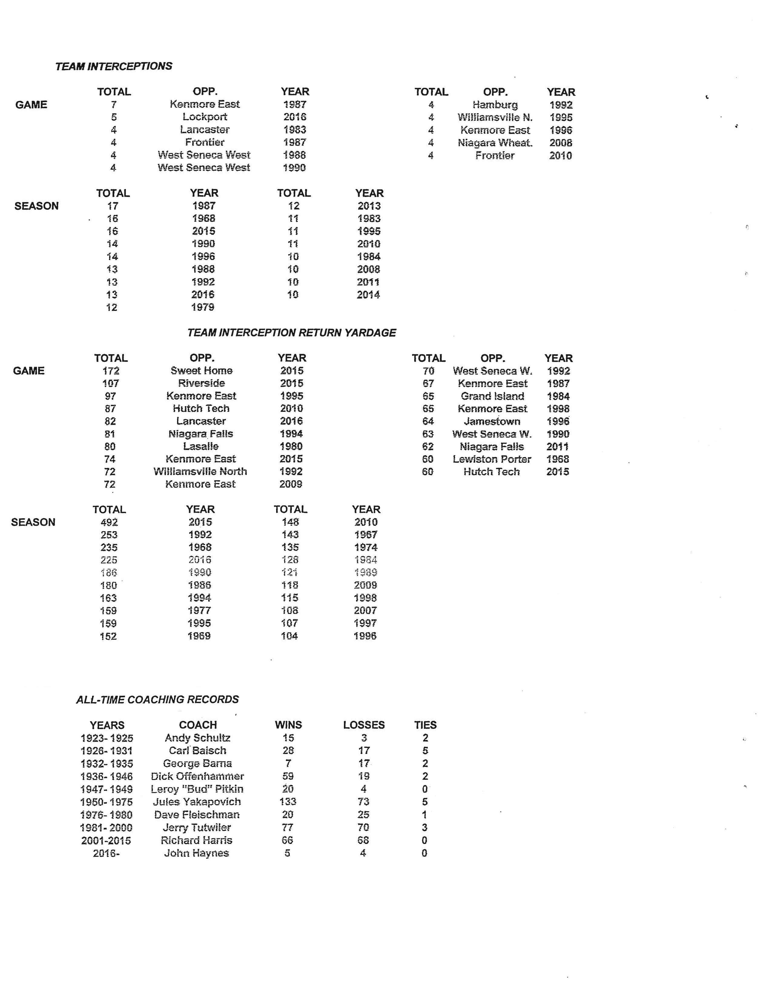 TEAM INTERCEPTIONS
TOTAL OPP. YEAR TOTAL OPP. YEAR
GAME 7 Kenmore East 1987 4 Hamburg 1992
5 Lockport 2016 4 Williamsville N. 1995
4 Lancaster 1983 4 Kenmore East 1996
4 Frontier 1987 4 Niagara Wheat. 2008
4 West Seneca West 1988 4 Frontier 2010
4 West Seneca West 1990
TOTAL YEAR TOTAL YEAR
SEASON 17 1987 12 2013
16 1968 11 1983
16 2015 11 1995
14 1990 11 2010
14 1996 10 1984
13 1988 10 2008
13 1992 10 2011
13 2016 10 2014
12 1979
TEAM INTERCEPTION RETURN YARDAGE
TOTAL OPP. YEAR TOTAL OPP. YEAR
GAME 172 Sweet Home 2015 70 West Seneca W. 1992
107 Riverside 2015 67 Kenmore East 1987
97 Kenmore East 1995 65 Grand Island 1984
87 Hutch Tech 2010 65 Kenmore East 1998
82 Lancaster 2016 64 Jamestown 1996
81 Niagara Falls 1994 63 West Seneca W. 1990
80 Lasalle 1980 62 Niagara Falls 2011
74 Kenmore East 2015 60 Lewiston Porter 1968
72 Williamsville North 1992 60 Hutch Tech 2015
72 Kenmore East 2009
TOTAL YEAR TOTAL YEAR
SEASON 492 2015 148 2010
253 1992 143 1967
235 1968 135 1974
225 2016 128 1984
186 1990 121 1989
180 1986 118 2009
163 1994 115 1998
159 1977 108 2007
159 1995 107 1997
152 1969 104 1996
ALL-TIME COACHING RECORDS
YEARS COACH WINS LOSSES TIES
1923- 1925 Andy Schultz 15 3 2
1926- 1931 Carl Baisch 28 17 5
1932- 1935 George Barna 7 17 2
1936- 1946 Dick Offenhammer 59 19 2
1947- 1949 Leroy "Bud" Pitkin 20 4 0
1950- 1975 Jules Yakapovich 133 73 5
1976- 1980 Dave Fleischman 20 25 1
1981- 2000 Jerry Tutwiler 77 70 3
2001-2015 Richard Harris 66 68 0
2016- John Haynes 5 4 0